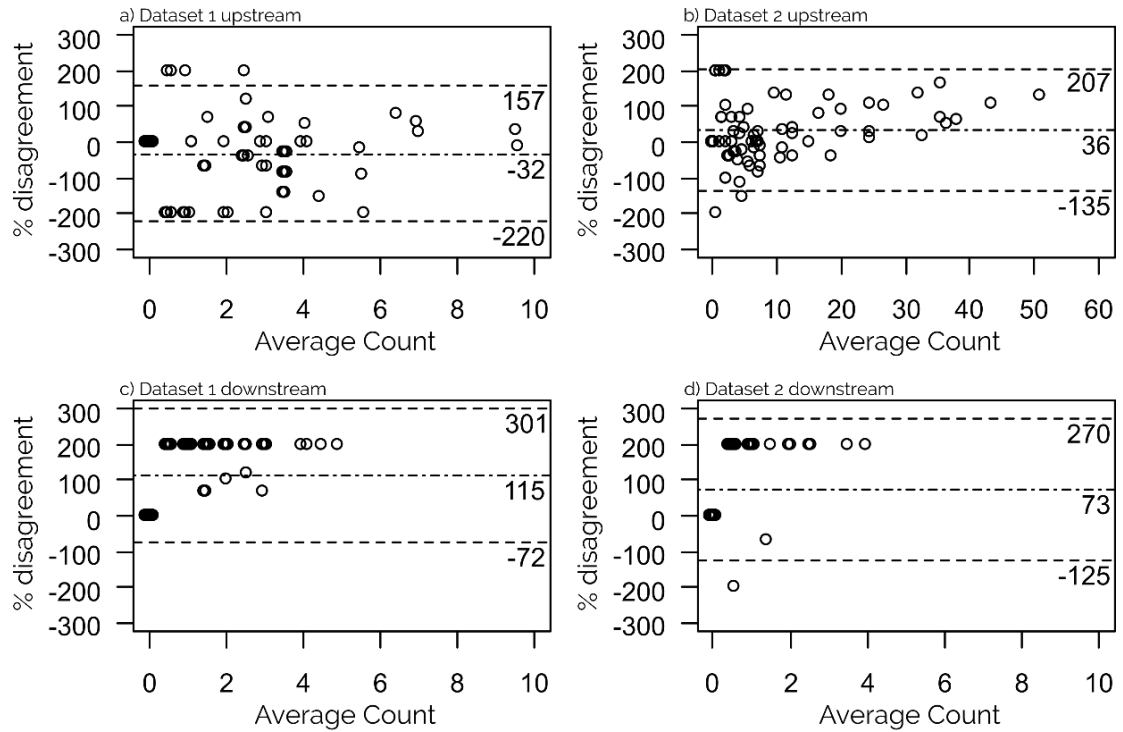 a) Dataset 1 upstream
% disagreement
300
200
100
0
-100
-200
-300
157
-32
-220
0 2 4 6 8 10
Average Count
b) Dataset 2 upstream
% disagreement
300
200
100
0
-100
-200
-300
207
36
-135
0 10 20 30 40 50 60
Average Count
c) Dataset 1 downstream
% disagreement
300
200
100
0
-100
-200
-300
301
115
-72
0 2 4 6 8 10
Average Count
d) Dataset 2 downstream
% disagreement
300
200
100
0
-100
-200
-300
270
73
-125
0 2 4 6 8 10
Average Count